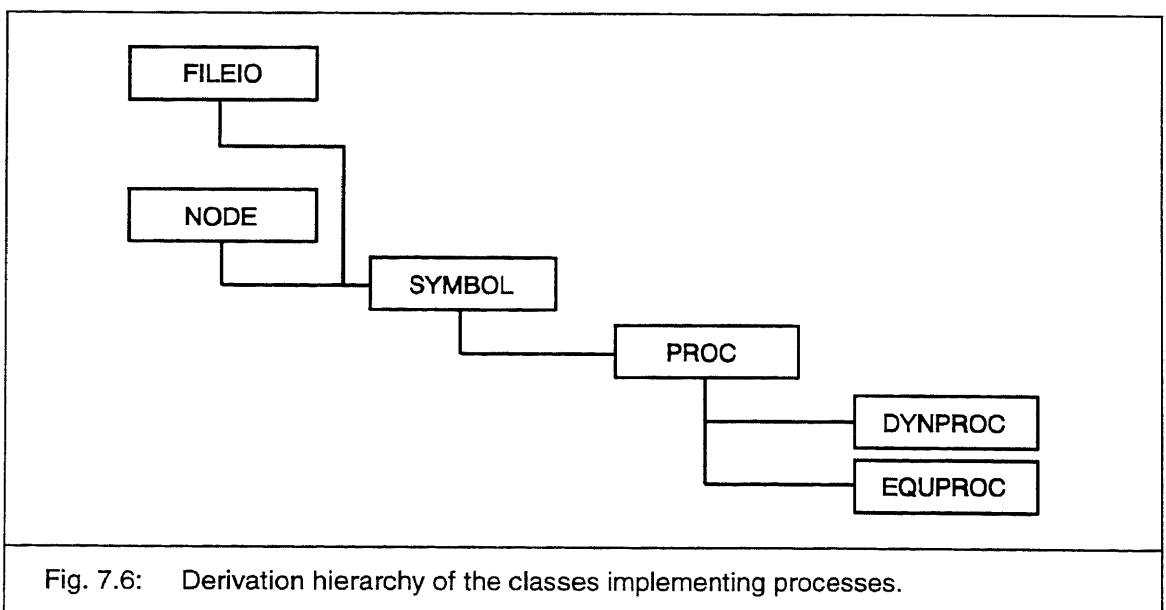 FILEIO
NODE
SYMBOL
PROC
DYNPROC
EQUPROC
Fig. 7.6: Derivation hierarchy of the classes implementing processes.